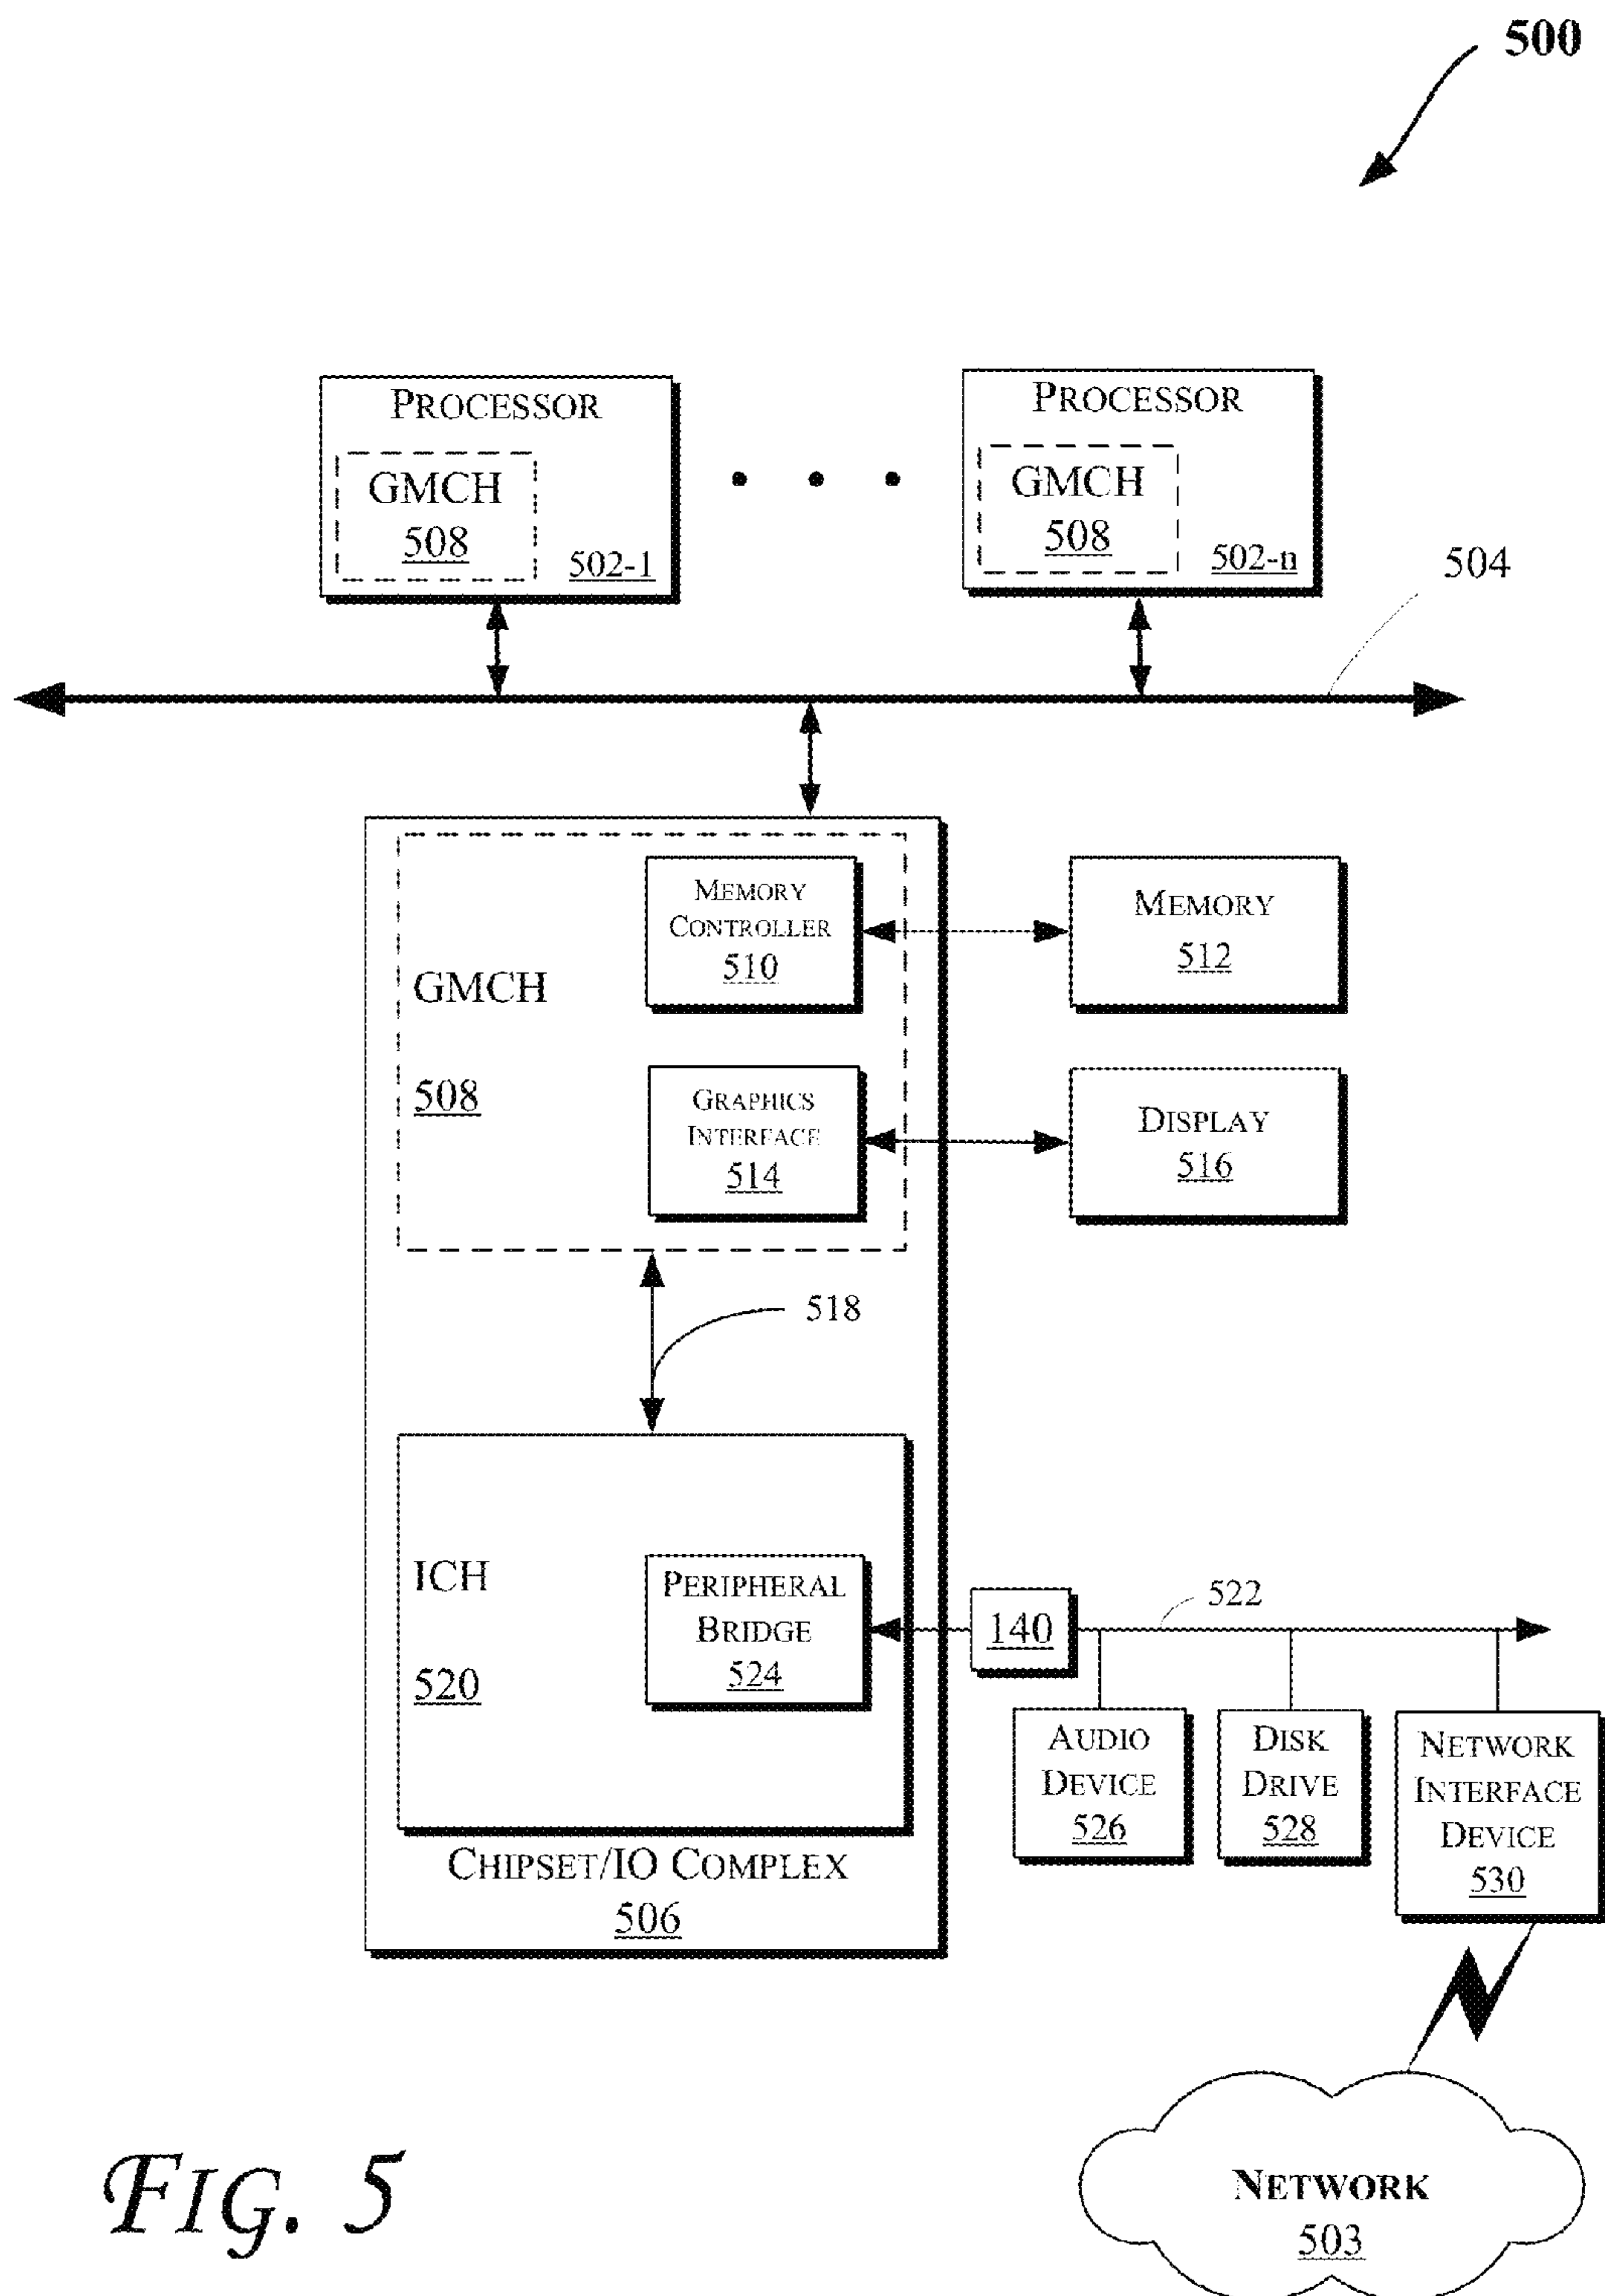 500
PROCESSOR
GMCH
508
502-1
PROCESSOR
GMCH
508
502-n
504
MEMORY
CONTROLLER
510
MEMORY
512
GMCH
508
GRAPHICS
INTERFACE
514
DISPLAY
516
518
ICH
520
PERIPHERAL
BRIDGE
524
140
522
AUDIO
DEVICE
526
DISK
DRIVE
528
NETWORK
INTERFACE
DEVICE
530
CHIPSET/IO COMPLEX
506
NETWORK
503
FIG. 5